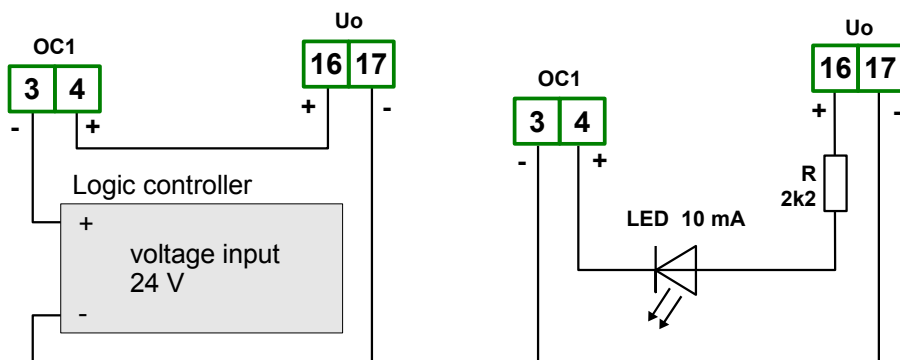 OC1
3 4
- +
Uo
16 17
+ -
Logic controller
+
voltage input
24 V
-
OC1
3 4
- +
Uo
16 17
+ -
R
2k2
LED 10 mA